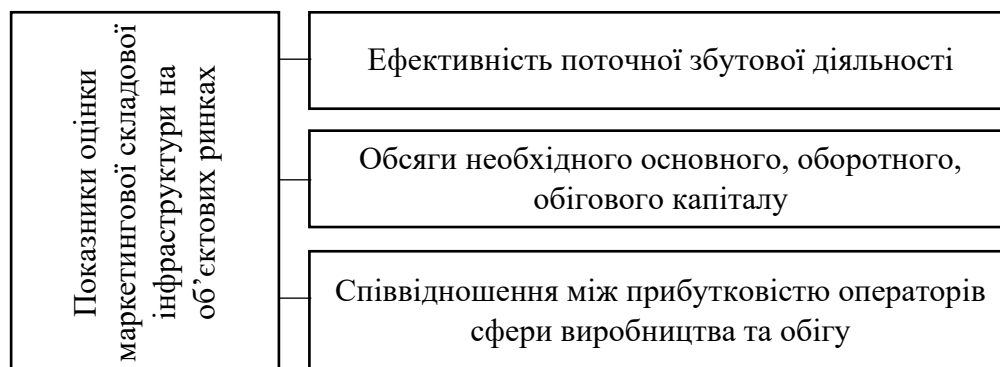 Показники оцінки
маркетингової складової
інфраструктури на
об’єктових ринках
Ефективність поточної збутової діяльності
Обсяги необхідного основного, оборотного,
обігового капіталу
Співвідношення між прибутковістю операторів
сфери виробництва та обігу